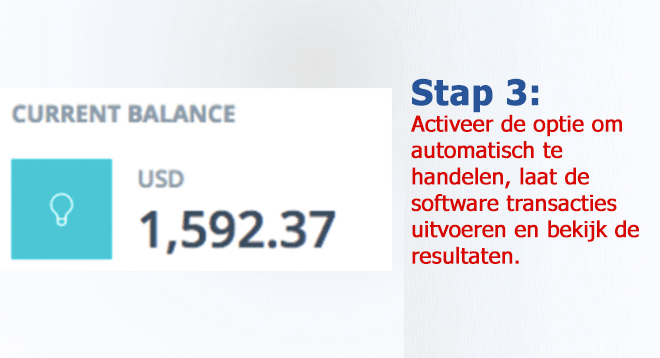 CURRENT BALANCE
USD
1,592.37
Stap 3:
Activeer de optie om
automatisch te
handelen, laat de
software transacties
uitvoeren en bekijk de
resultaten.